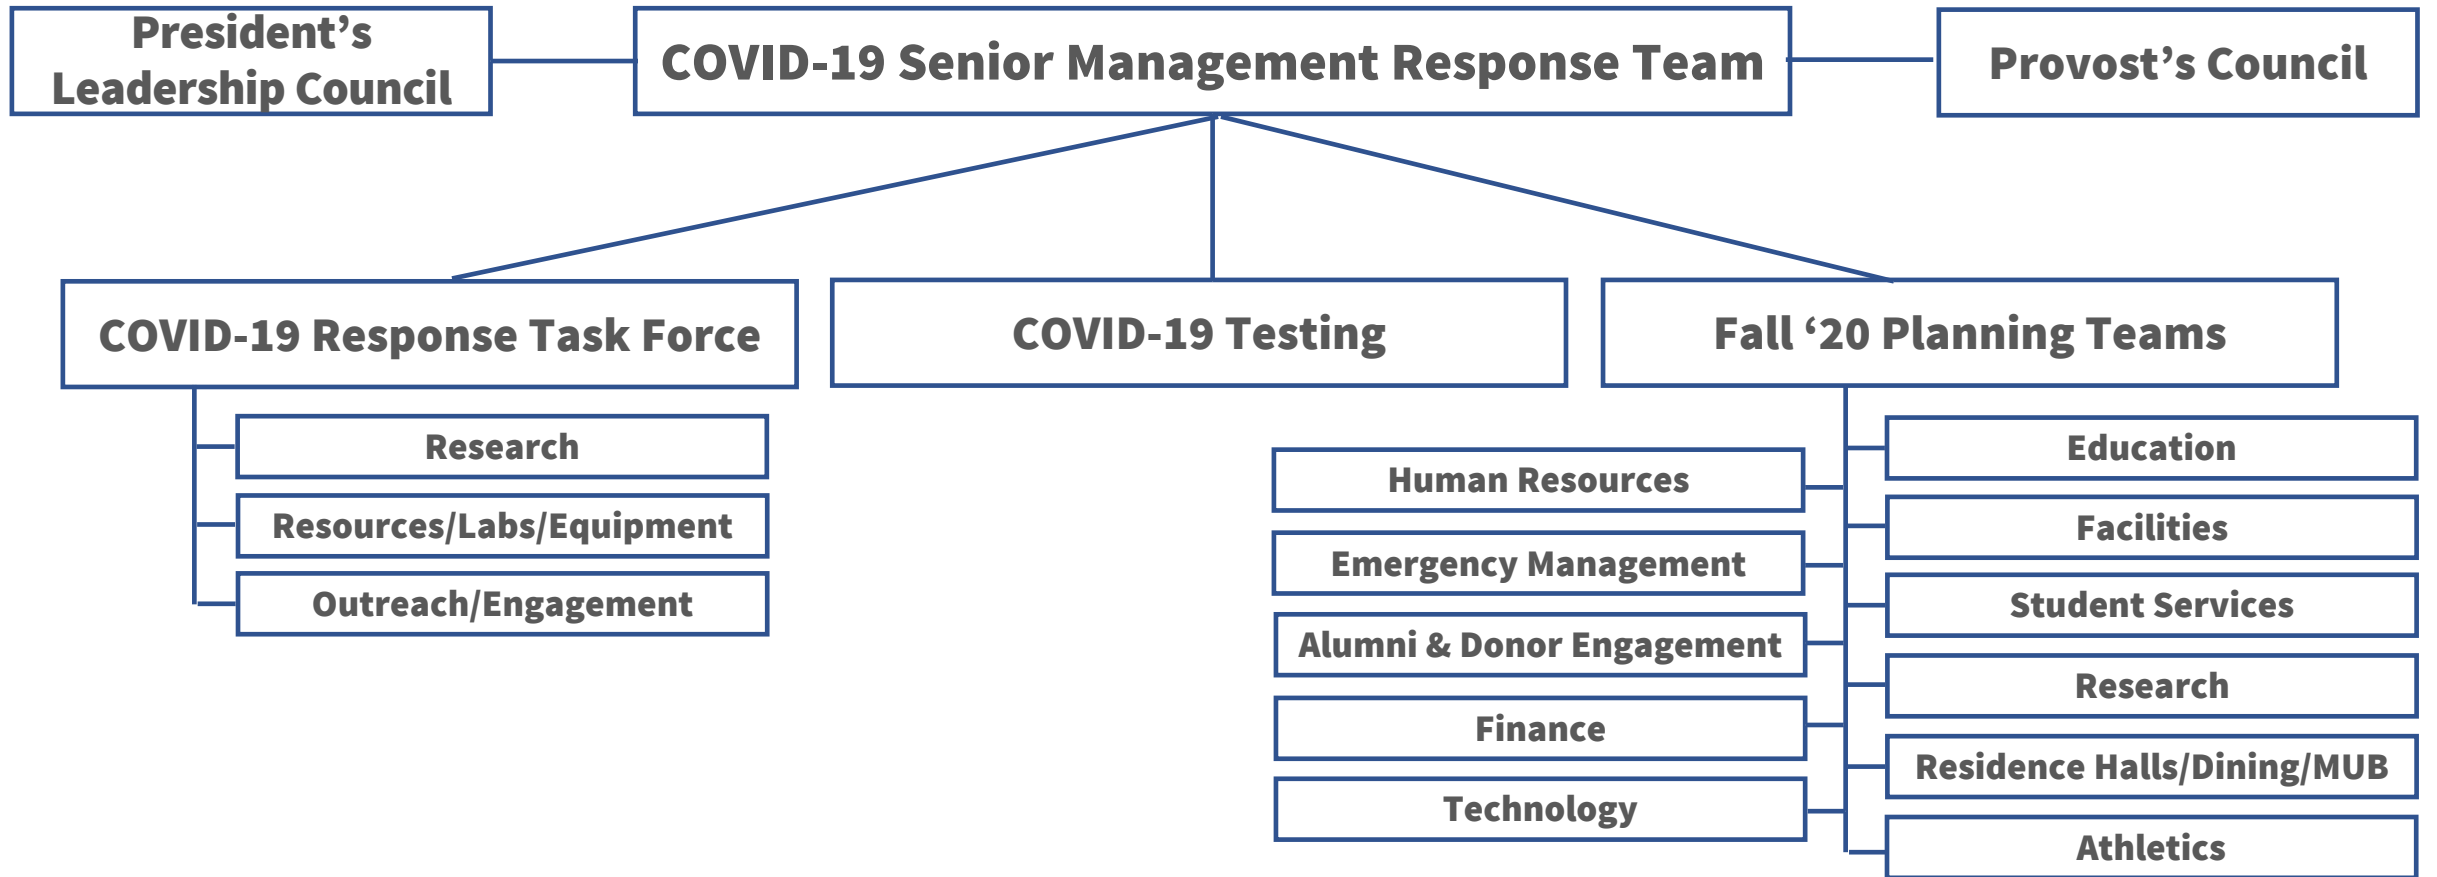 President’s
Leadership Council
COVID-19 Senior Management Response Team
Provost’s Council
COVID-19 Response Task Force
COVID-19 Testing
Fall ‘20 Planning Teams
Research
Resources/Labs/Equipment
Outreach/Engagement
Human Resources
Emergency Management
Alumni & Donor Engagement
Finance
Technology
Education
Facilities
Student Services
Research
Residence Halls/Dining/MUB
Athletics